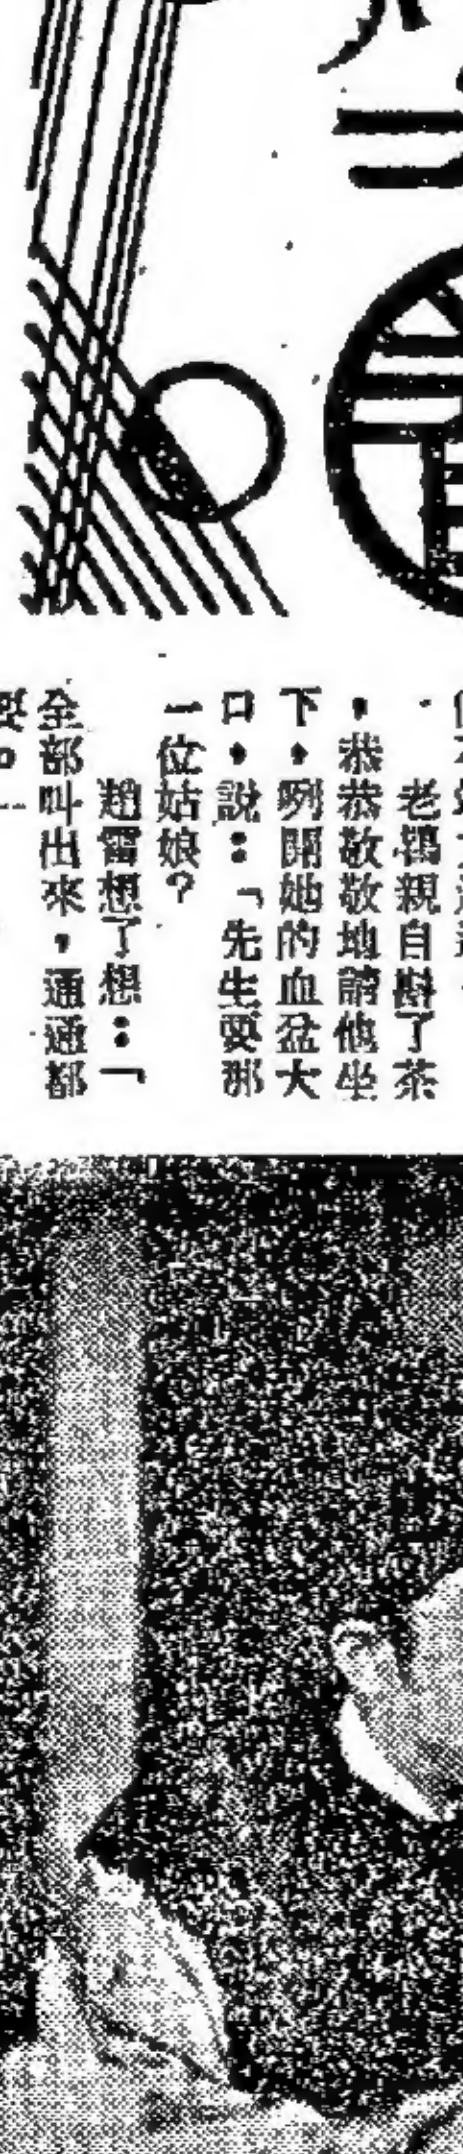 老鴇親自斟了茶
，恭恭敬敬地請他坐
下，咧開她的血盆大
口，說：「先生要那
一位姑娘？
趙雷想了想：「
全部叫出來，通通都